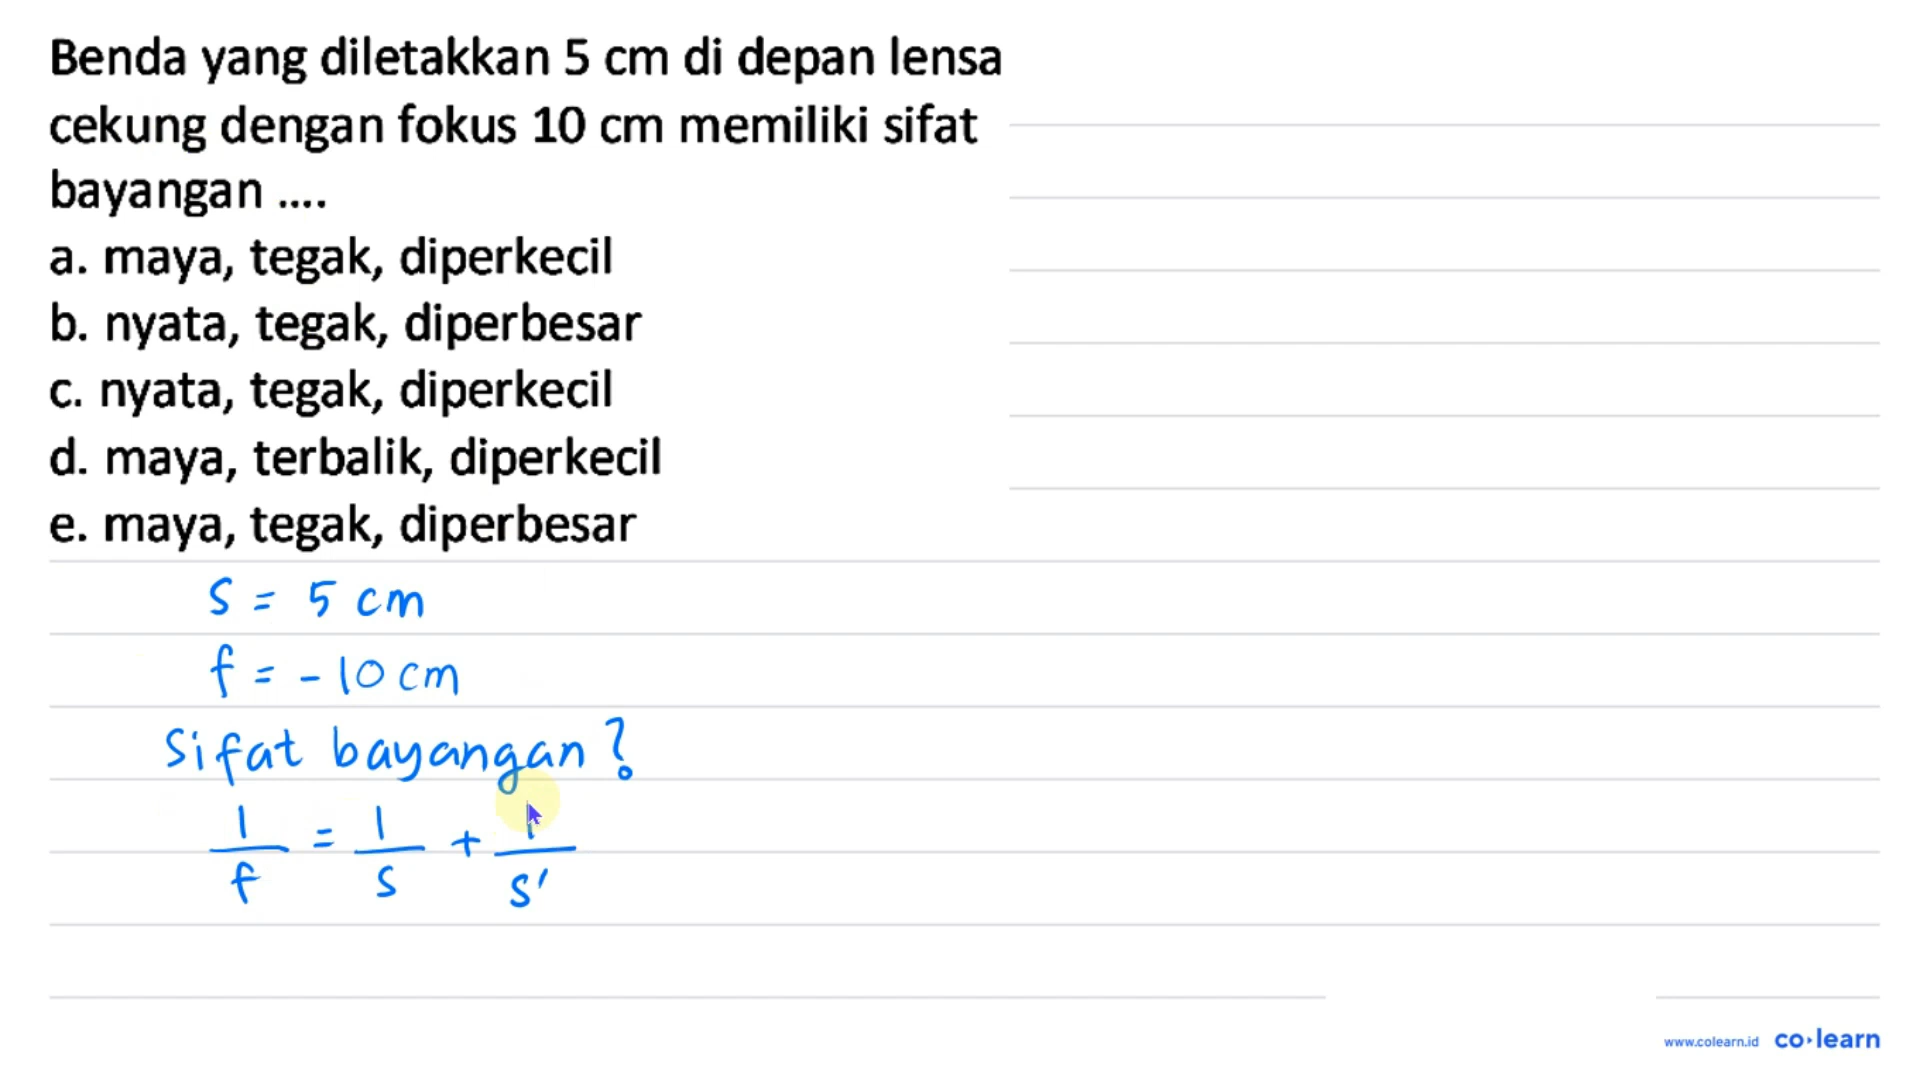 Benda yang diletakkan 5 cm di depan lensa
cekung dengan fokus 10 cm memiliki sifat
bayangan ....
a. maya, tegak, diperkecil
b. nyata, tegak, diperbesar
c. nyata, tegak, diperkecil
d. maya, terbalik, diperkecil
e. maya, tegak, diperbesar
s = 5 cm
f = -10 cm
Sifat bayangan?
1/f = 1/s + 1/s'
www.colearn.id co learn